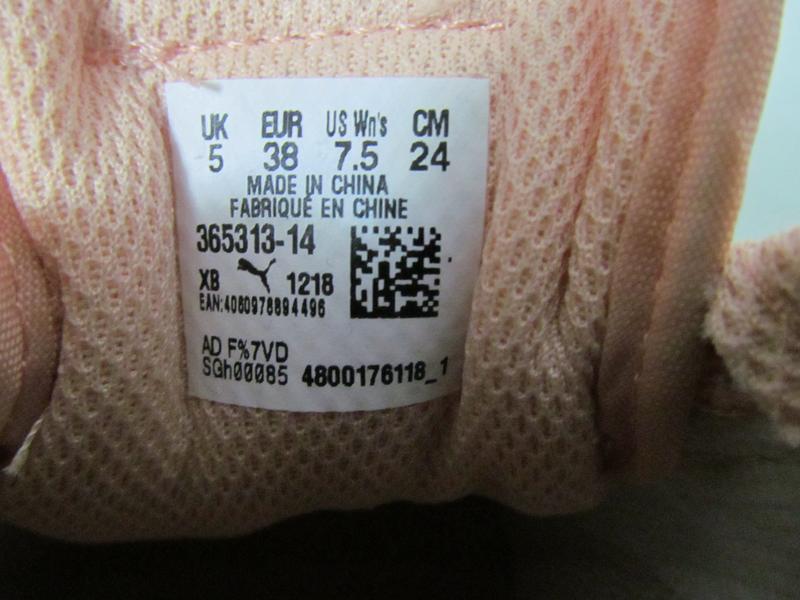 UK EUR US Wn's CM
5 38 7.5 24
MADE IN CHINA
FABRIQUÉ EN CHINE
365313-14
XB 1218
EAN:4060978894496
AD F%7VD
SGh00085 4800176118_1